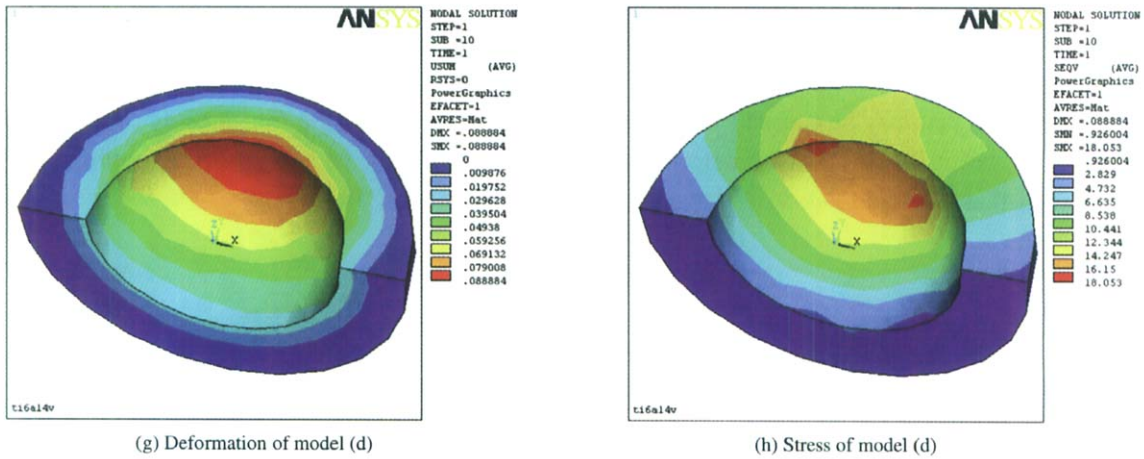 1
ANSYS
NODAL SOLUTION
STEP=1
SUB =10
TIME=1
USUM (AVG)
RSYS=0
PowerGraphics
EFACET=1
AVRES=Mat
DMX =.088884
SMX =.088884
0
.009876
.019752
.029628
.039504
.04938
.059256
.069132
.079008
.088884
Z
X
ti6al4v
(g) Deformation of model (d)
1
ANSYS
NODAL SOLUTION
STEP=1
SUB =10
TIME=1
SEQV (AVG)
PowerGraphics
EFACET=1
AVRES=Mat
DMX =.088884
SMN =.926004
SMX =18.053
.926004
2.829
4.732
6.635
8.538
10.441
12.344
14.247
16.15
18.053
Z
X
ti6al4v
(h) Stress of model (d)